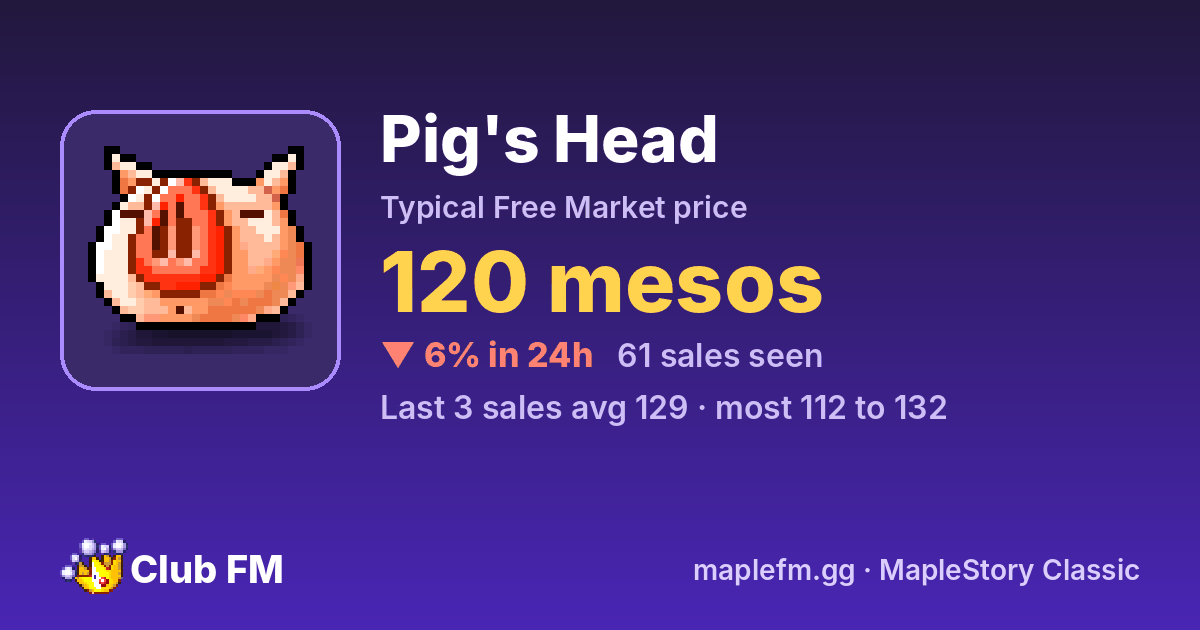 Pig's Head
Typical Free Market price
120 mesos
▼ 6% in 24h 61 sales seen
Last 3 sales avg 129 · most 112 to 132
Club FM
maplefm.gg · MapleStory Classic